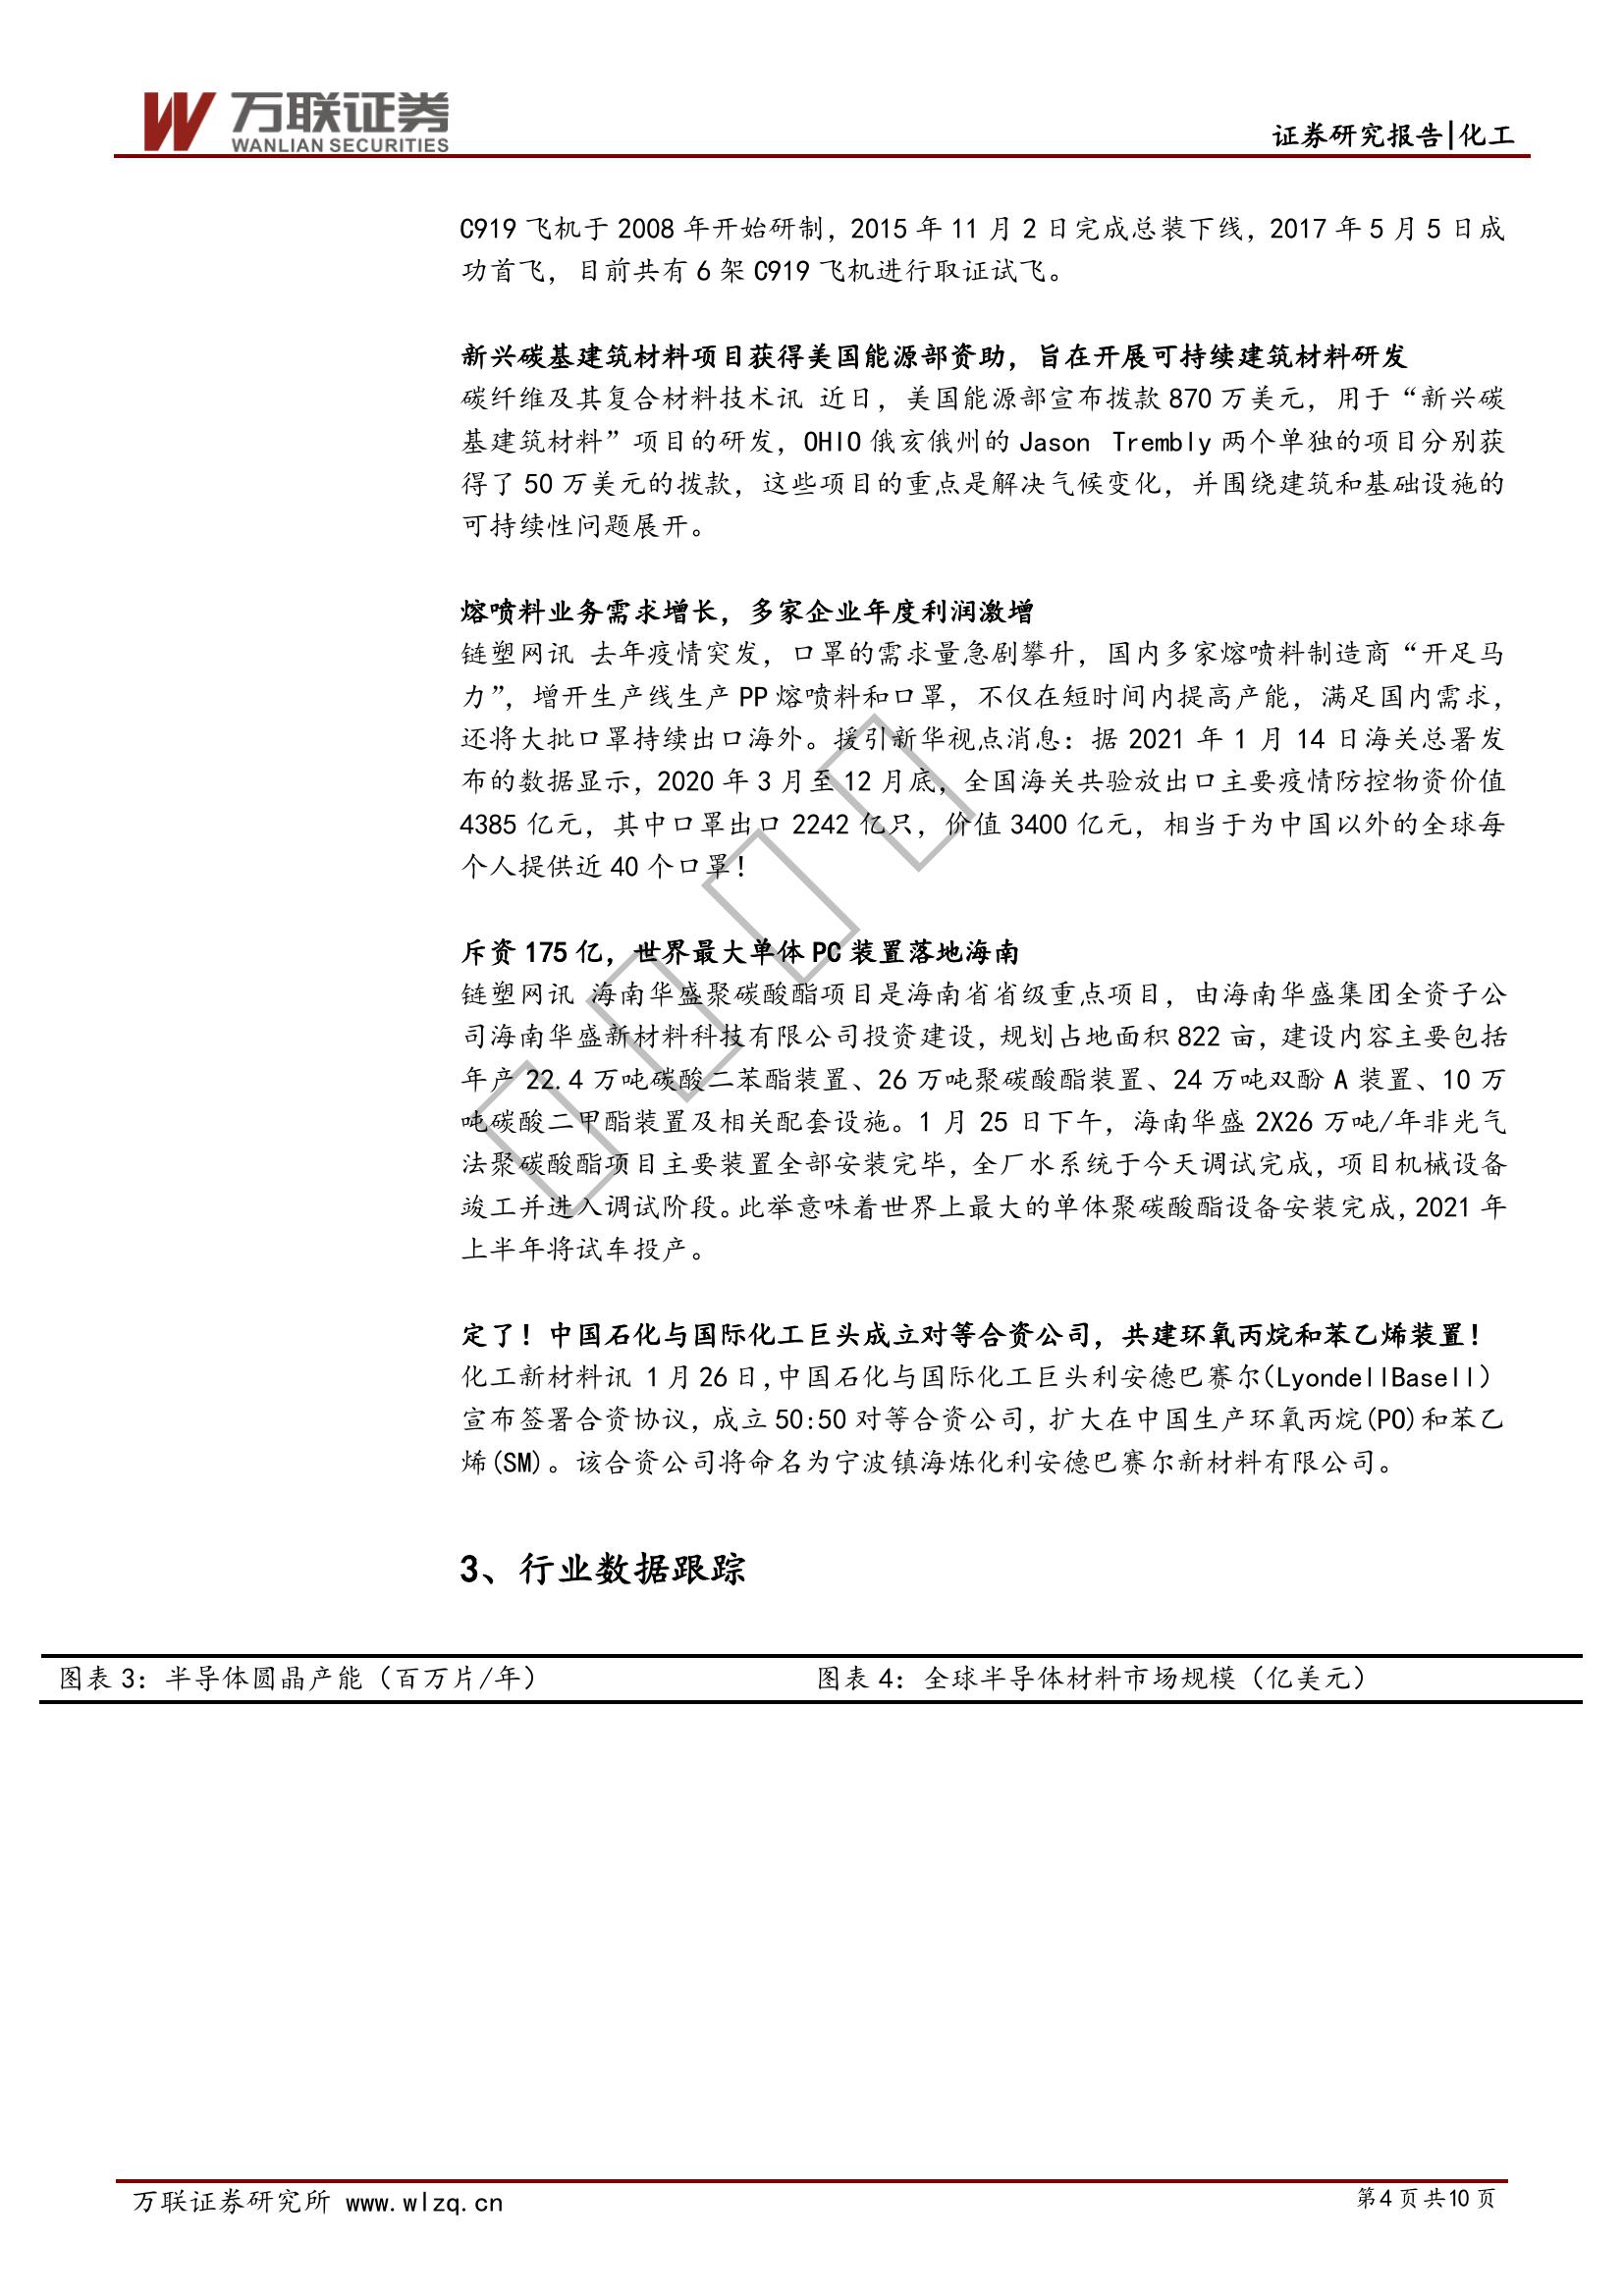 万联证券
WANLIAN SECURITIES
证券研究报告|化工
C919 飞机于 2008 年开始研制，2015 年 11 月 2 日完成总装下线，2017 年 5 月 5 日成
功首飞，目前共有 6 架 C919 飞机进行取证试飞。
新兴碳基建筑材料项目获得美国能源部资助，旨在开展可持续建筑材料研发
碳纤维及其复合材料技术讯 近日，美国能源部宣布拨款 870 万美元，用于“新兴碳
基建筑材料”项目的研发，OHIO 俄亥俄州的 Jason Trembly 两个单独的项目分别获
得了 50 万美元的拨款，这些项目的重点是解决气候变化，并围绕建筑和基础设施的
可持续性问题展开。
熔喷料业务需求增长，多家企业年度利润激增
链塑网讯 去年疫情突发，口罩的需求量急剧攀升，国内多家熔喷料制造商“开足马
力”，增开生产线生产 PP 熔喷料和口罩，不仅在短时间内提高产能，满足国内需求，
还将大批口罩持续出口海外。援引新华视点消息：据 2021 年 1 月 14 日海关总署发
布的数据显示，2020 年 3 月至 12 月底，全国海关共验放出口主要疫情防控物资价值
4385 亿元，其中口罩出口 2242 亿只，价值 3400 亿元，相当于为中国以外的全球每
个人提供近 40 个口罩！
斥资 175 亿，世界最大单体 PC 装置落地海南
链塑网讯 海南华盛聚碳酸酯项目是海南省省级重点项目，由海南华盛集团全资子公
司海南华盛新材料科技有限公司投资建设，规划占地面积 822 亩，建设内容主要包括
年产 22.4 万吨碳酸二苯酯装置、26 万吨聚碳酸酯装置、24 万吨双酚 A 装置、10 万
吨碳酸二甲酯装置及相关配套设施。1 月 25 日下午，海南华盛 2X26 万吨/年非光气
法聚碳酸酯项目主要装置全部安装完毕，全厂水系统于今天调试完成，项目机械设备
竣工并进入调试阶段。此举意味着世界上最大的单体聚碳酸酯设备安装完成，2021 年
上半年将试车投产。
定了！中国石化与国际化工巨头成立对等合资公司，共建环氧丙烷和苯乙烯装置！
化工新材料讯 1 月 26 日,中国石化与国际化工巨头利安德巴赛尔(LyondellBasell)
宣布签署合资协议，成立 50:50 对等合资公司，扩大在中国生产环氧丙烷(PO)和苯乙
烯(SM)。该合资公司将命名为宁波镇海炼化利安德巴赛尔新材料有限公司。
3、行业数据跟踪
图表 3：半导体圆晶产能（百万片/年）
图表 4：全球半导体材料市场规模（亿美元）
万联证券研究所 www.wlzq.cn
第 4 页 共 10 页